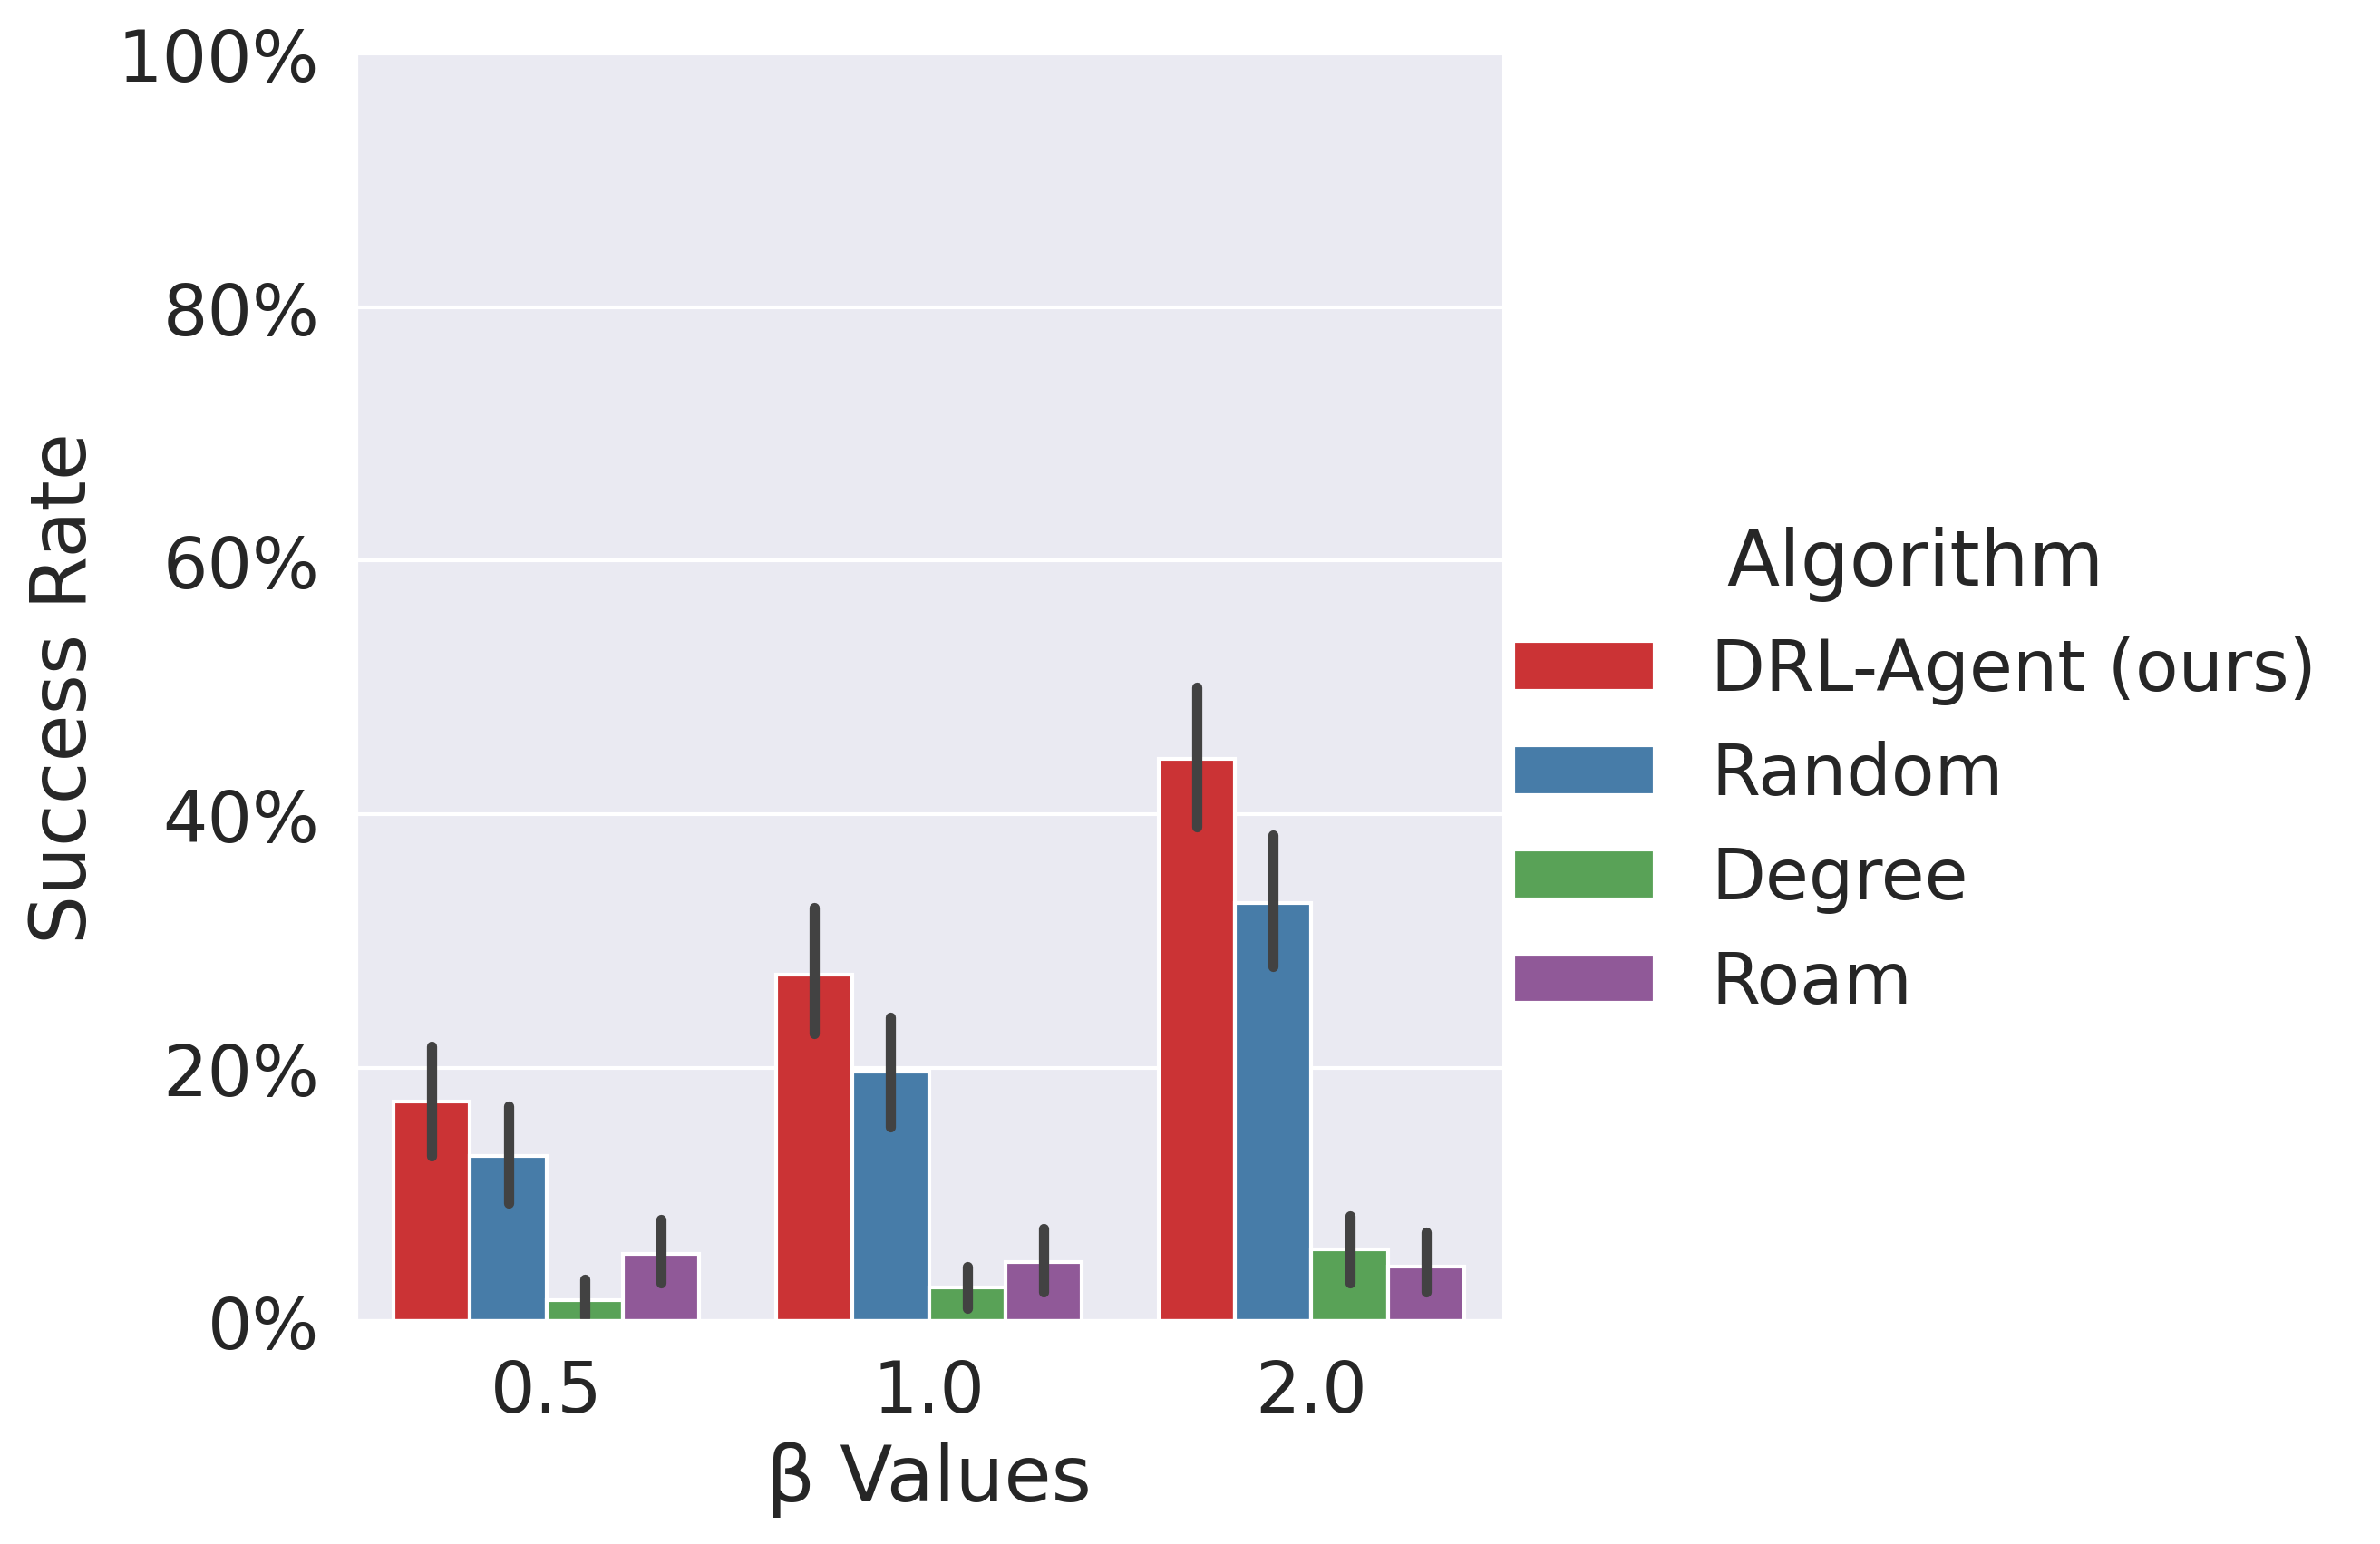 100%
80%
60%
40%
20%
0%
Success Rate
0.5 1.0 2.0
β Values
Algorithm
DRL-Agent (ours)
Random
Degree
Roam